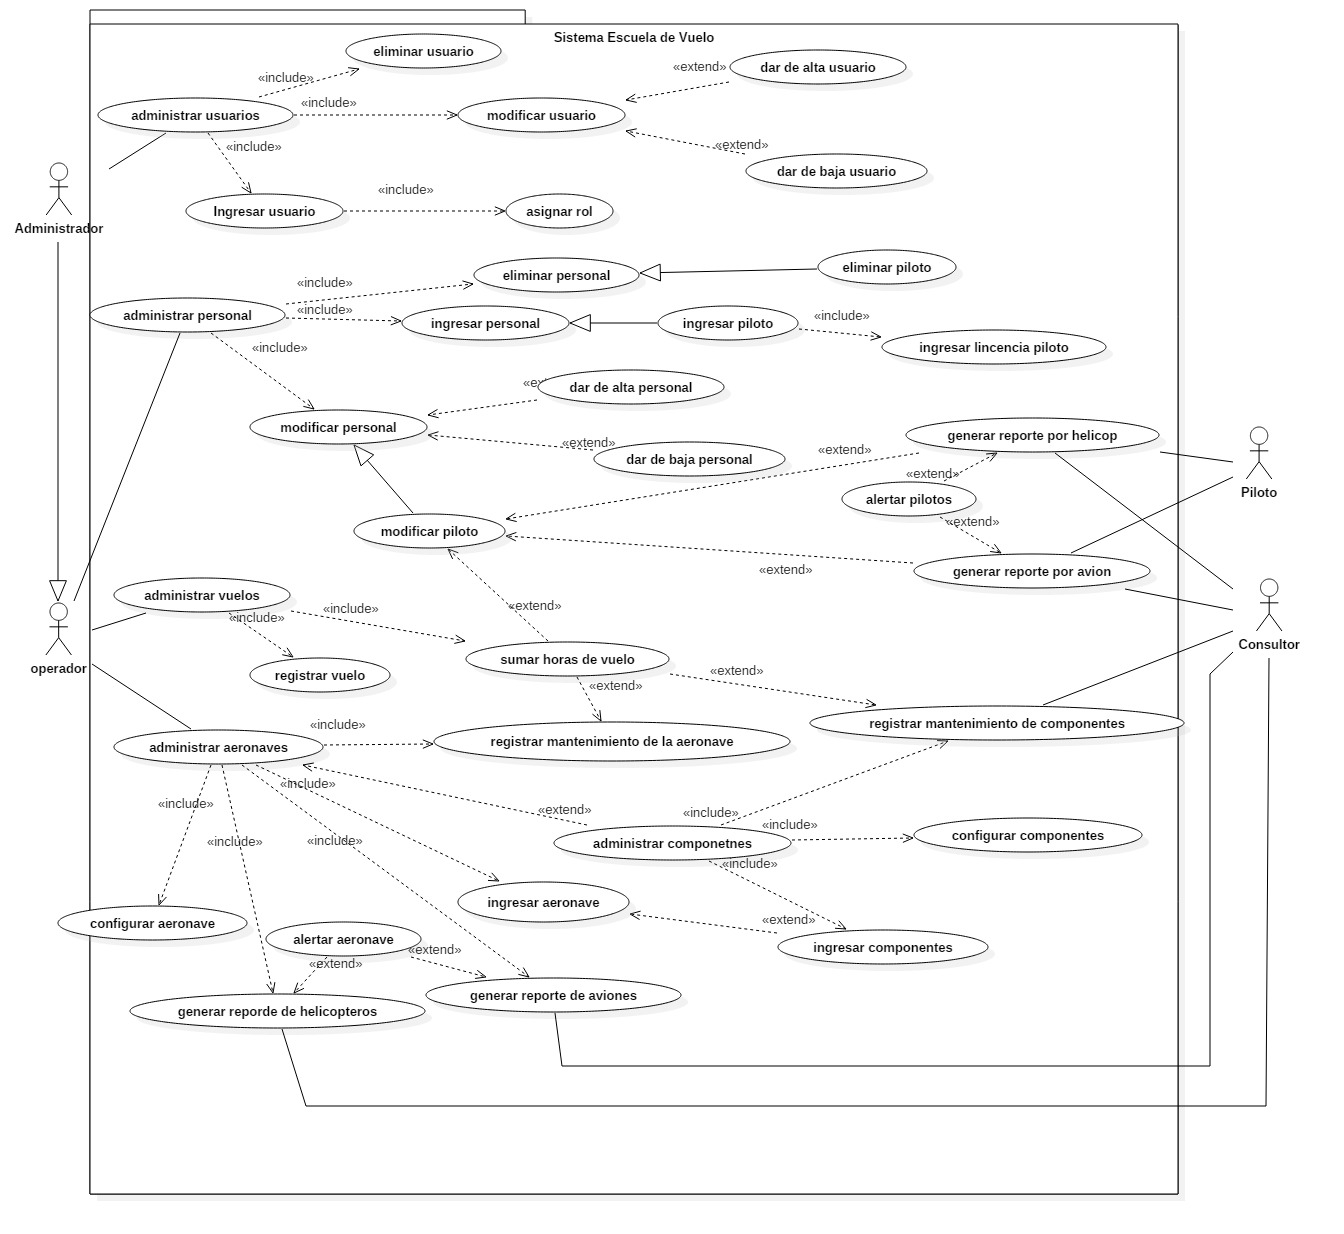 Sistema Escuela de Vuelo
eliminar usuario
dar de alta usuario
«extend»
«include»
«include»
administrar usuarios
modificar usuario
«include»
«extend»
dar de baja usuario
«include»
Ingresar usuario
asignar rol
Administrador
eliminar personal
eliminar piloto
«include»
«include»
administrar personal
ingresar personal
ingresar piloto
«include»
ingresar lincencia piloto
«include»
«ext
dar de alta personal
modificar personal
«extend»
dar de baja personal
«extend»
generar reporte por helicop
«extend»
alertar pilotos
Piloto
«extend»
modificar piloto
«extend»
generar reporte por avion
administrar vuelos
«include»
«include»
«extend»
operador
registrar vuelo
sumar horas de vuelo
Consultor
«extend»
«extend»
«include»
administrar aeronaves
registrar mantenimiento de la aeronave
registrar mantenimiento de componentes
«include»
«include»
«extend»
«include»
«include»
«include»
«include»
administrar componetnes
configurar componentes
«include»
configurar aeronave
ingresar aeronave
«extend»
alertar aeronave
«extend»
ingresar componentes
«extend»
generar reporde de helicopteros
generar reporte de aviones